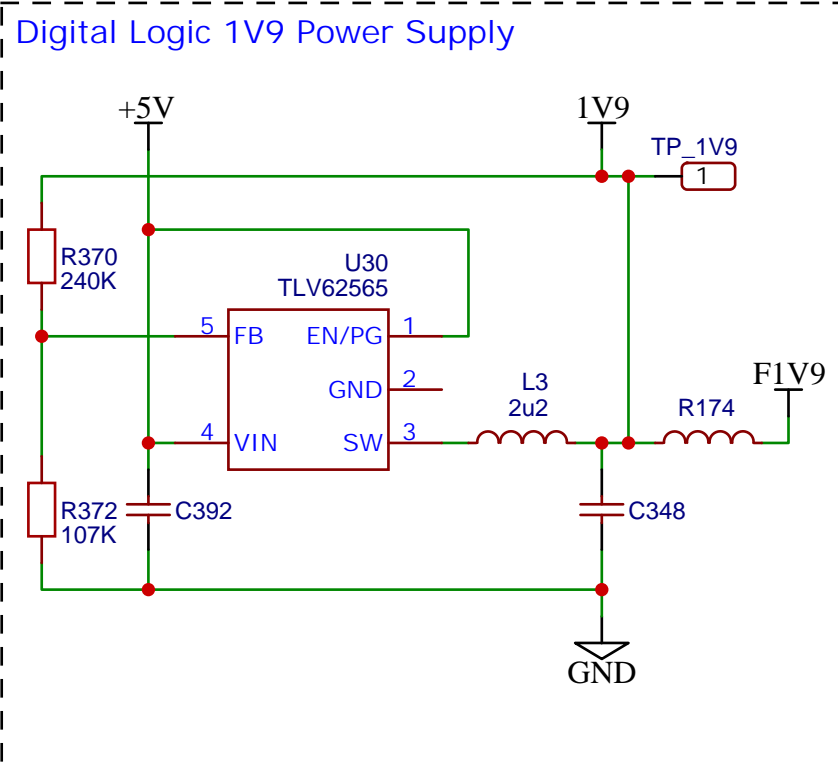 Digital Logic 1V9 Power Supply
+5V
1V9
TP_1V9
1
R370
240K
U30
TLV62565
5
FB
EN/PG
1
GND
2
4
VIN
SW
3
L3
2u2
R174
F1V9
R372
107K
C392
C348
GND